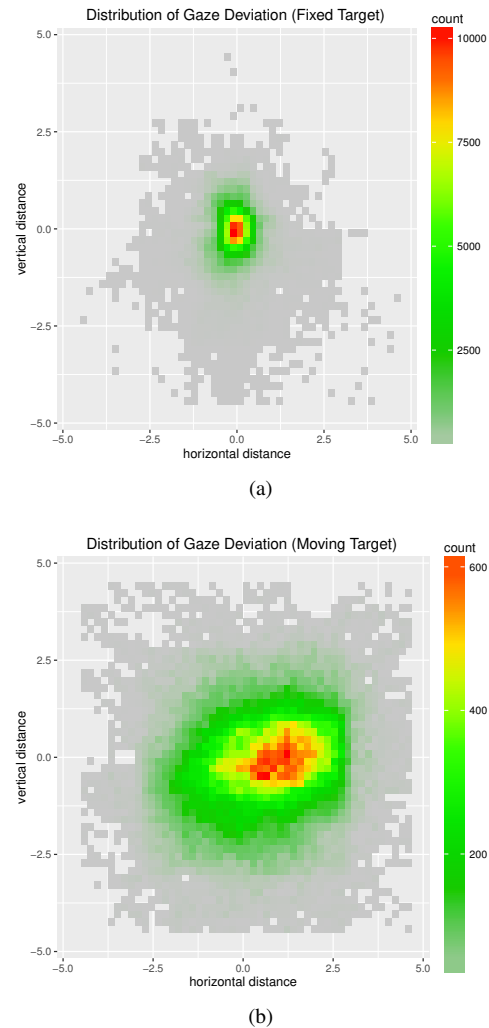 Distribution of Gaze Deviation (Fixed Target)
count
5.0
10000
2.5
7500
vertical distance
0.0
5000
−2.5
2500
−5.0
−5.0 −2.5 0.0 2.5 5.0
horizontal distance
(a)
Distribution of Gaze Deviation (Moving Target)
count
5.0
600
2.5
400
vertical distance
0.0
−2.5
200
−5.0
−5.0 −2.5 0.0 2.5 5.0
horizontal distance
(b)